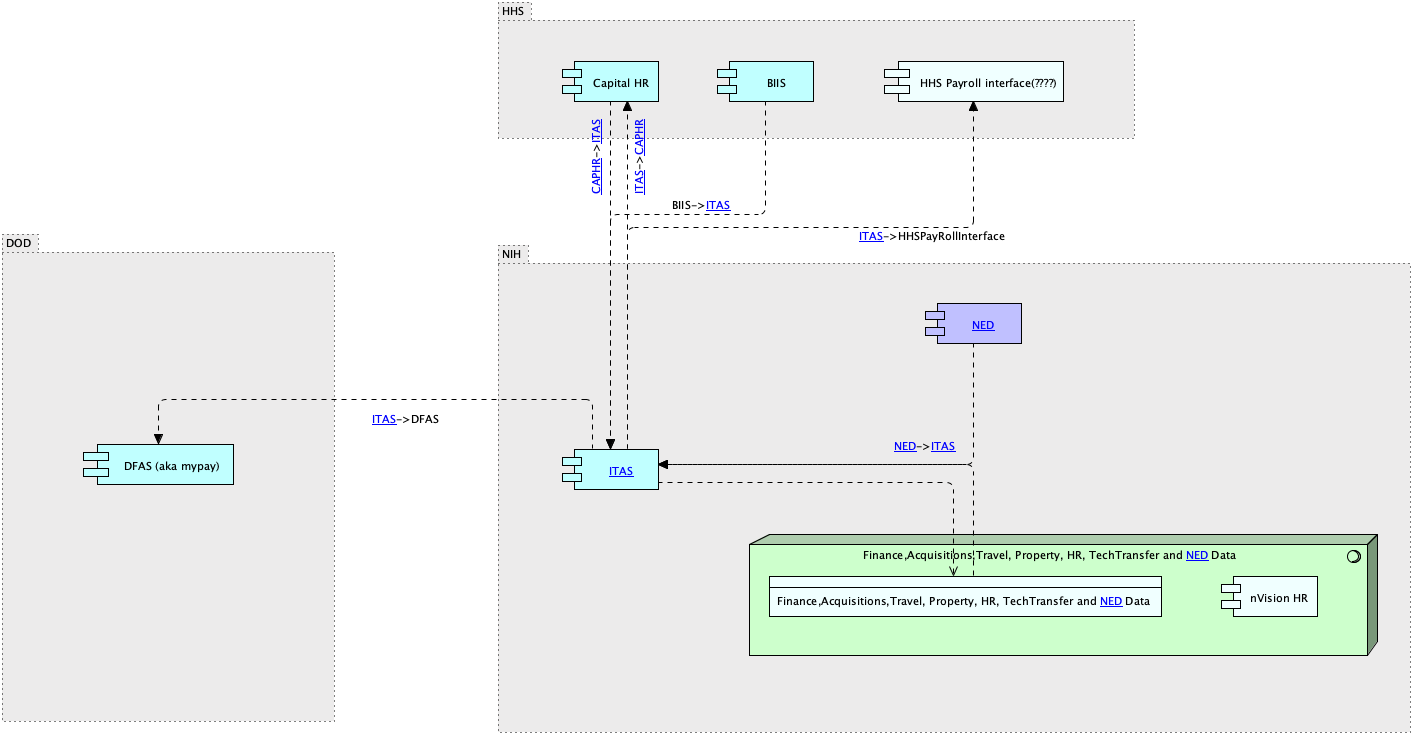 HHS
Capital HR
BIIS
HHS Payroll interface(????)
CAPHR->ITAS
ITAS->CAPHR
BIIS->ITAS
ITAS->HHSPayRollInterface
DOD
NIH
NED
ITAS->DFAS
NED->ITAS
DFAS (aka mypay)
ITAS
Finance,Acquisitions,Travel, Property, HR, TechTransfer and NED Data
Finance,Acquisitions,Travel, Property, HR, TechTransfer and NED Data
nVision HR